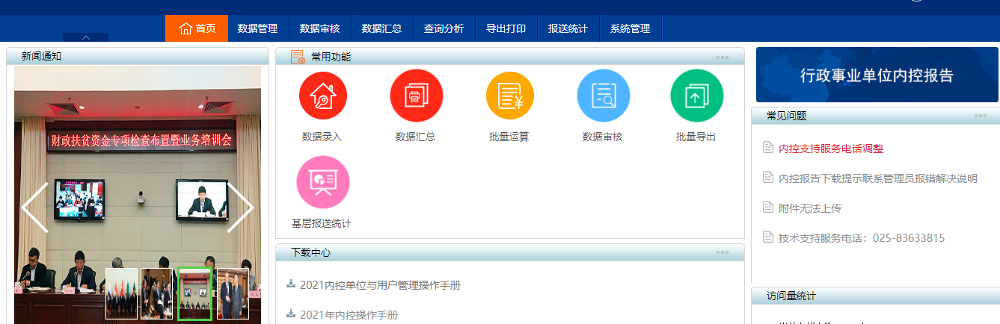 首页 数据管理 数据审核 数据汇总 查询分析 导出打印 报送统计 系统管理
新闻通知
财政扶贫资金专项检查布置暨业务培训会
常用功能
数据录入 数据汇总 批量运算 数据审核 批量导出
基层报送统计
下载中心
2021内控单位与用户管理操作手册
2021年内控操作手册
行政事业单位内控报告
常见问题
内控支持服务电话调整
内控报告下载提示联系管理员报错解决说明
附件无法上传
技术支持服务电话：025-83633815
访问量统计